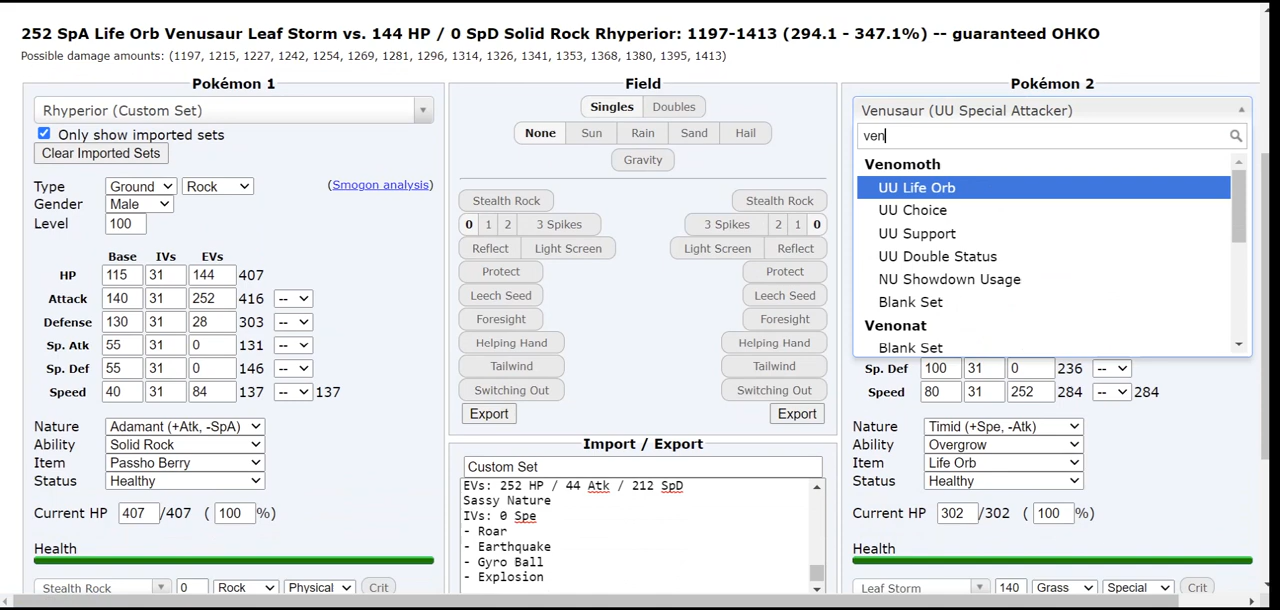 252 SpA Life Orb Venusaur Leaf Storm vs. 144 HP / 0 SpD Solid Rock Rhyperior: 1197-1413 (294.1 - 347.1%) -- guaranteed OHKO
Possible damage amounts: (1197, 1215, 1227, 1242, 1254, 1269, 1281, 1296, 1314, 1326, 1341, 1353, 1368, 1380, 1395, 1413)
Pokémon 1
Rhyperior (Custom Set)
Only show imported sets
Clear Imported Sets
Type Ground Rock (Smogon analysis)
Gender Male
Level 100
Base IVs EVs
HP 115 31 144 407
Attack 140 31 252 416 --
Defense 130 31 28 303 --
Sp. Atk 55 31 0 131 --
Sp. Def 55 31 0 146 --
Speed 40 31 84 137 -- 137
Nature Adamant (+Atk, -SpA)
Ability Solid Rock
Item Passho Berry
Status Healthy
Current HP 407 /407 ( 100 %)
Health
Stealth Rock 0 Rock Physical Crit
Field
Singles Doubles
None Sun Rain Sand Hail
Gravity
Stealth Rock Stealth Rock
0 1 2 3 Spikes 3 Spikes 2 1 0
Reflect Light Screen Light Screen Reflect
Protect Protect
Leech Seed Leech Seed
Foresight Foresight
Helping Hand Helping Hand
Tailwind Tailwind
Switching Out Switching Out
Export Export
Import / Export
Custom Set
EVs: 252 HP / 44 Atk / 212 SpD
Sassy Nature
IVs: 0 Spe
- Roar
- Earthquake
- Gyro Ball
- Explosion
Pokémon 2
Venusaur (UU Special Attacker)
ven
Venomoth
UU Life Orb
UU Choice
UU Support
UU Double Status
NU Showdown Usage
Blank Set
Venonat
Blank Set
Sp. Def 100 31 0 236 --
Speed 80 31 252 284 -- 284
Nature Timid (+Spe, -Atk)
Ability Overgrow
Item Life Orb
Status Healthy
Current HP 302 /302 ( 100 %)
Health
Leaf Storm 140 Grass Special Crit